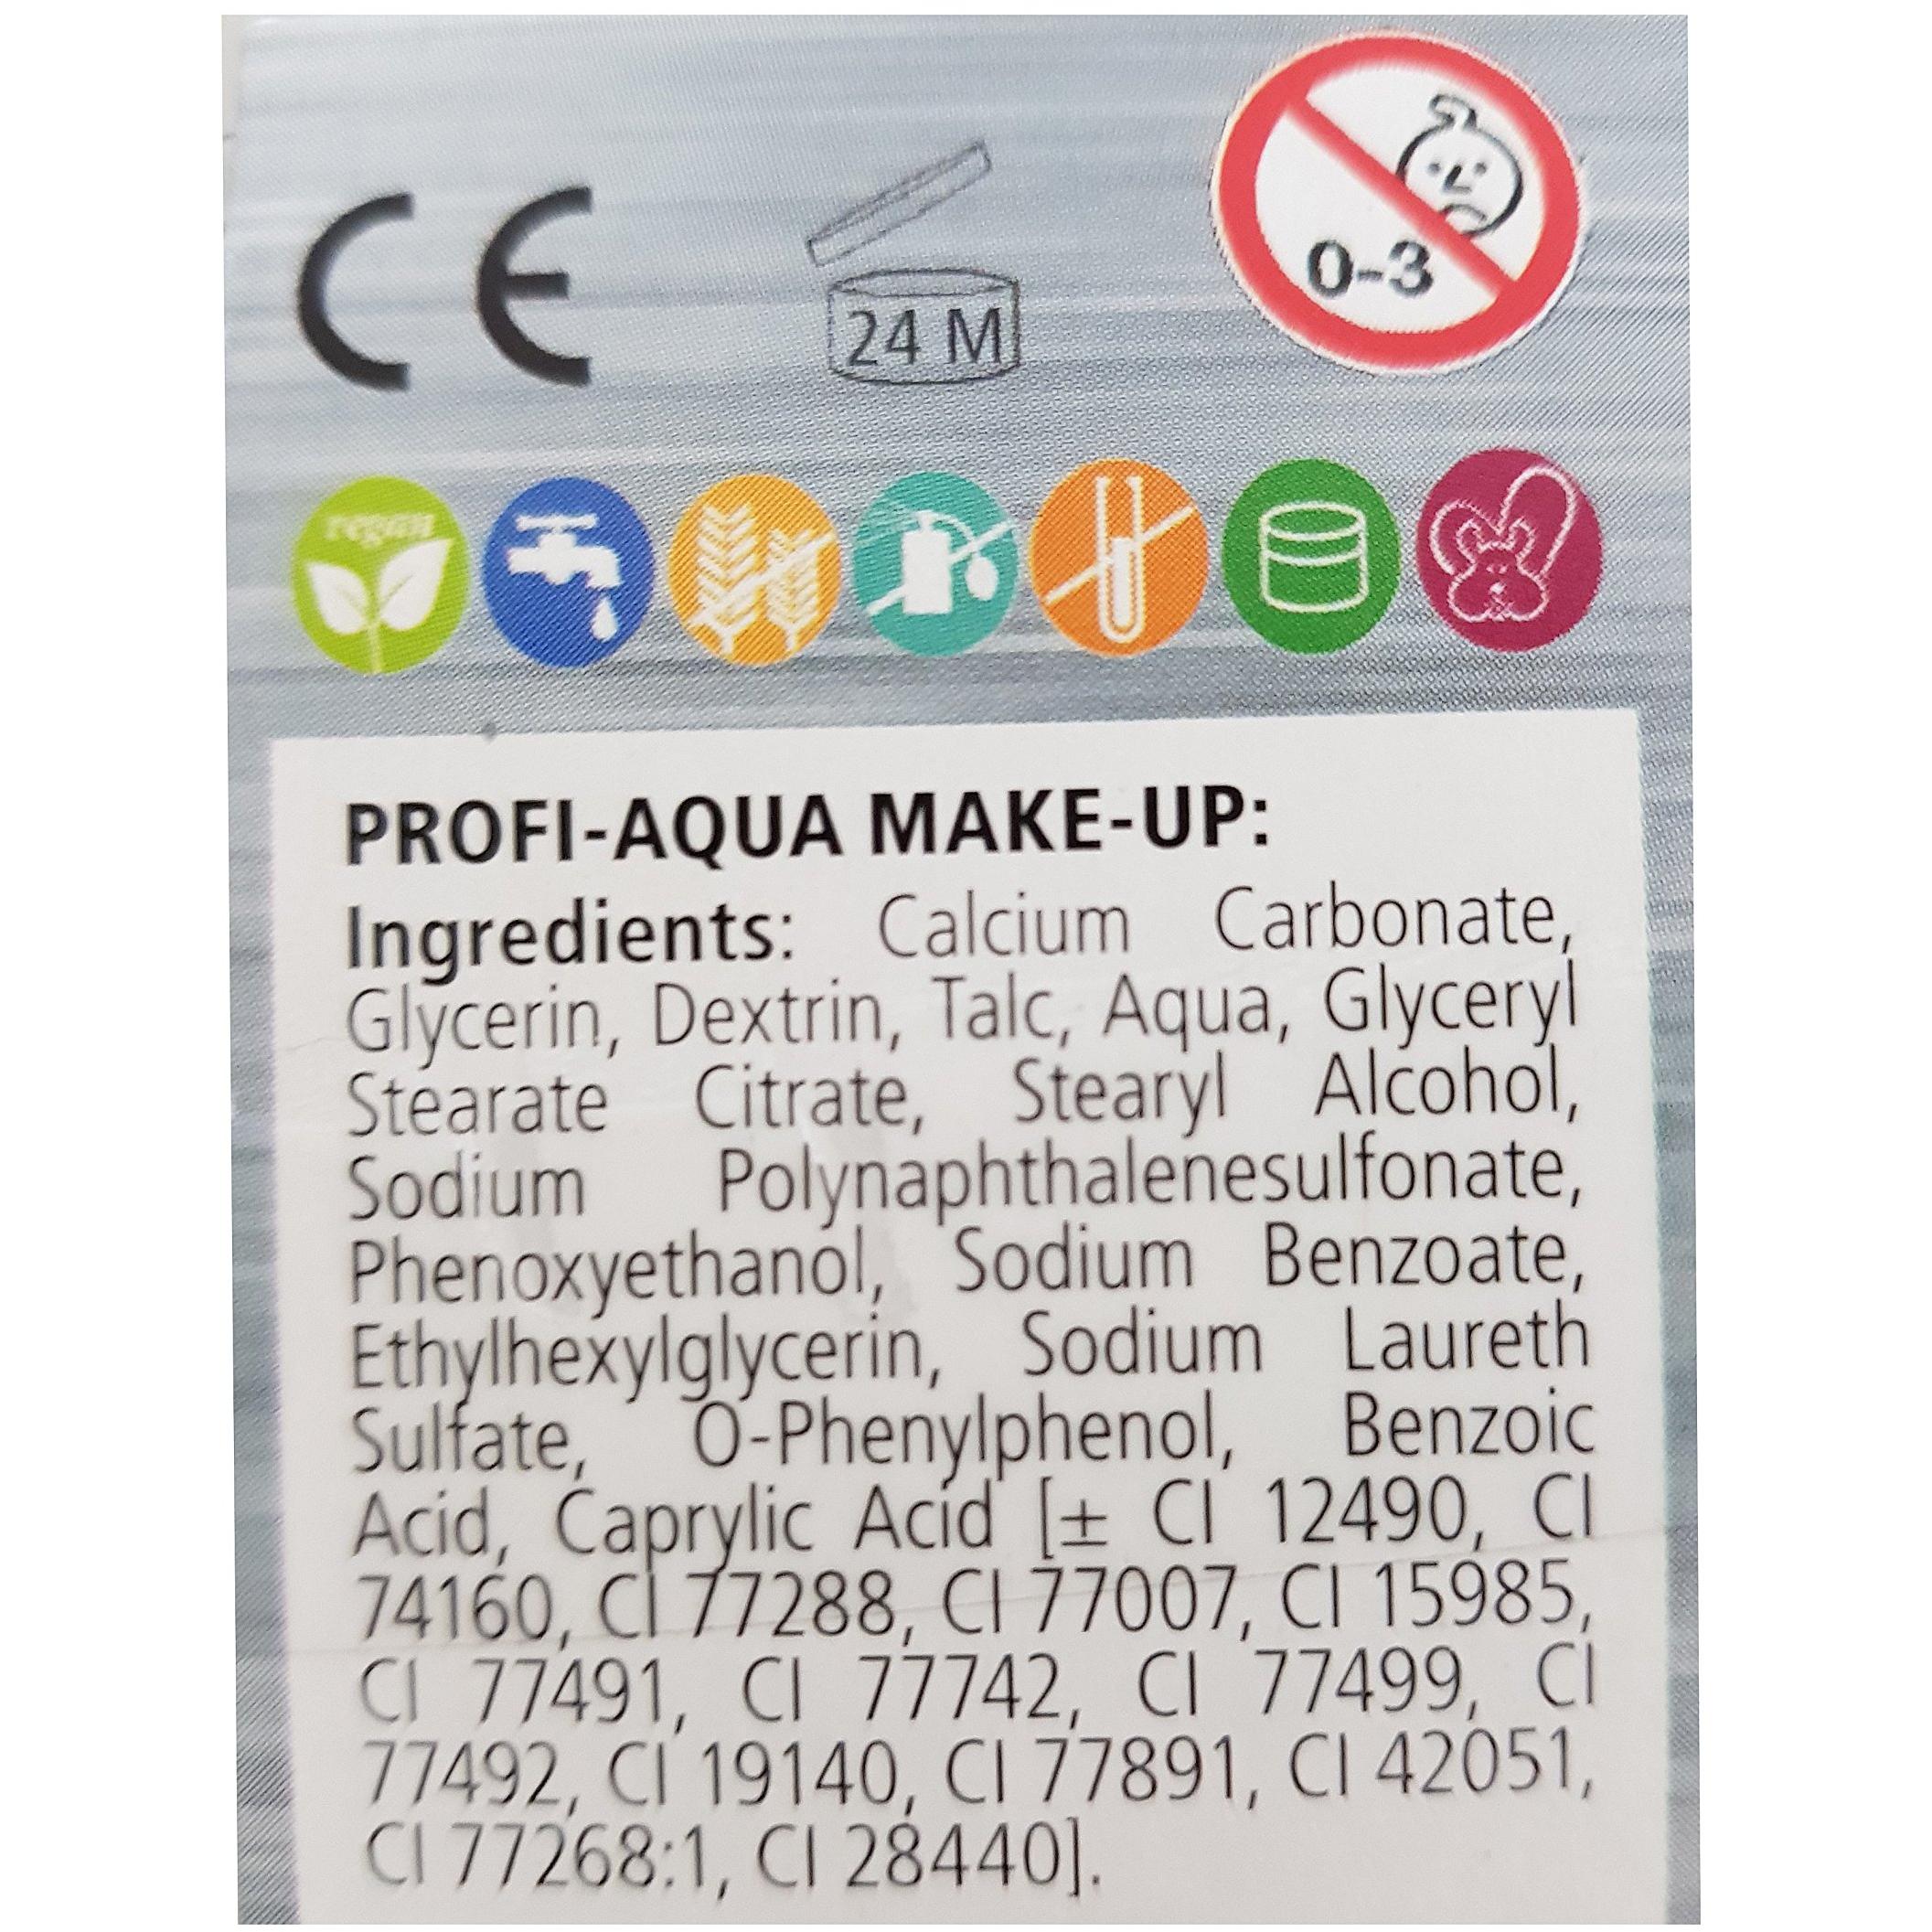 CE
24 M
0-3
vegan
PROFI-AQUA MAKE-UP:
Ingredients: Calcium Carbonate,
Glycerin, Dextrin, Talc, Aqua, Glyceryl
Stearate Citrate, Stearyl Alcohol,
Sodium Polynaphthalenesulfonate,
Phenoxyethanol, Sodium Benzoate,
Ethylhexylglycerin, Sodium Laureth
Sulfate, O-Phenylphenol, Benzoic
Acid, Caprylic Acid [± CI 12490, CI
74160, CI 77288, CI 77007, CI 15985,
CI 77491, CI 77742, CI 77499, CI
77492, CI 19140, CI 77891, CI 42051,
CI 77268:1, CI 28440].